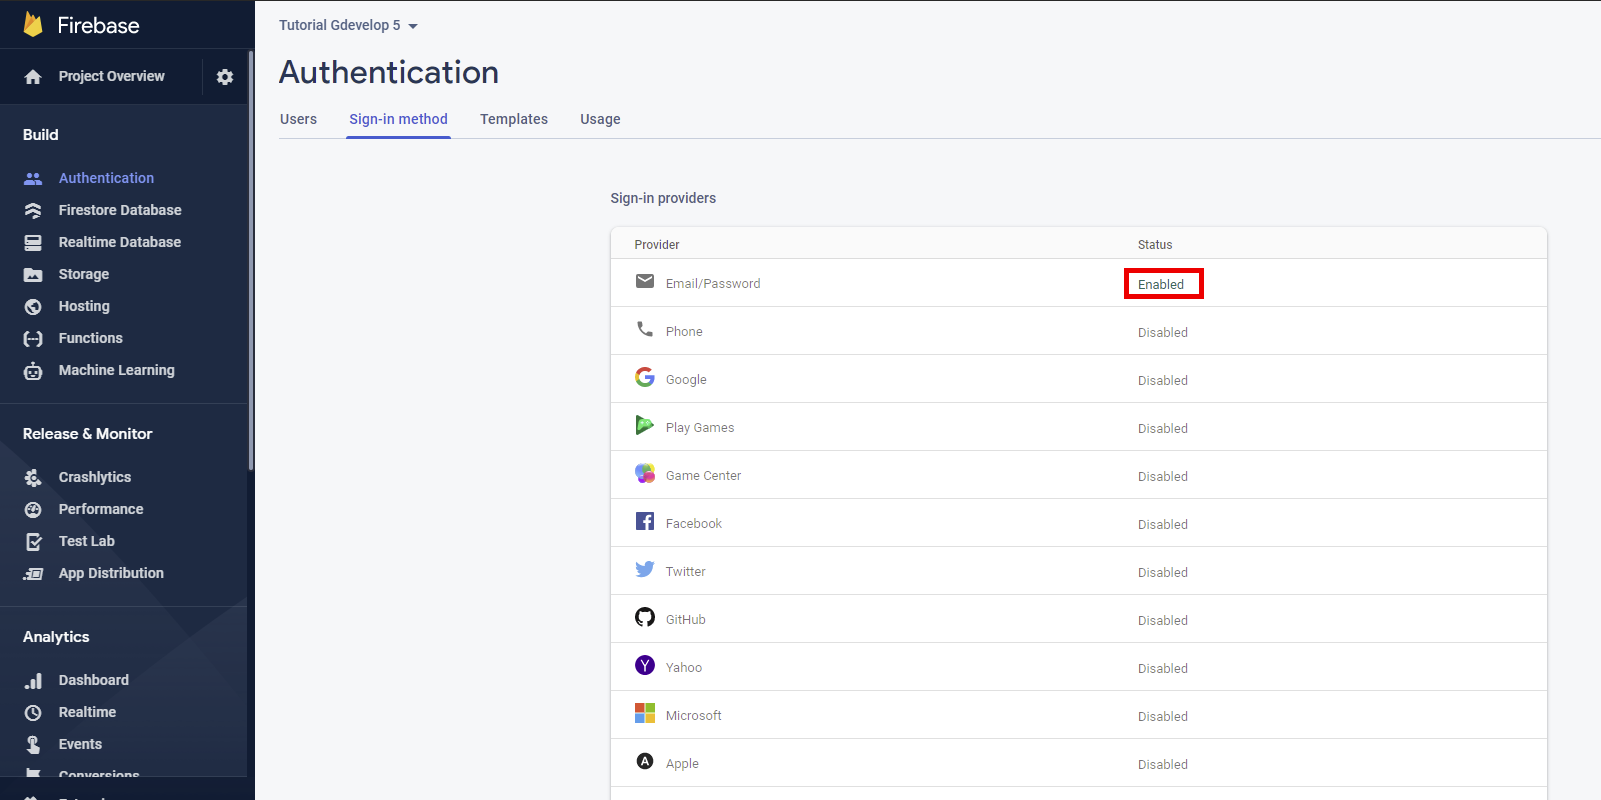 Firebase
Project Overview
Build
Authentication
Firestore Database
Realtime Database
Storage
Hosting
Functions
Machine Learning
Release & Monitor
Crashlytics
Performance
Test Lab
App Distribution
Analytics
Dashboard
Realtime
Events
Conversions
Tutorial Gdevelop 5
Authentication
Users Sign-in method Templates Usage
Sign-in providers
Provider Status
Email/Password Enabled
Phone Disabled
Google Disabled
Play Games Disabled
Game Center Disabled
Facebook Disabled
Twitter Disabled
GitHub Disabled
Yahoo Disabled
Microsoft Disabled
Apple Disabled